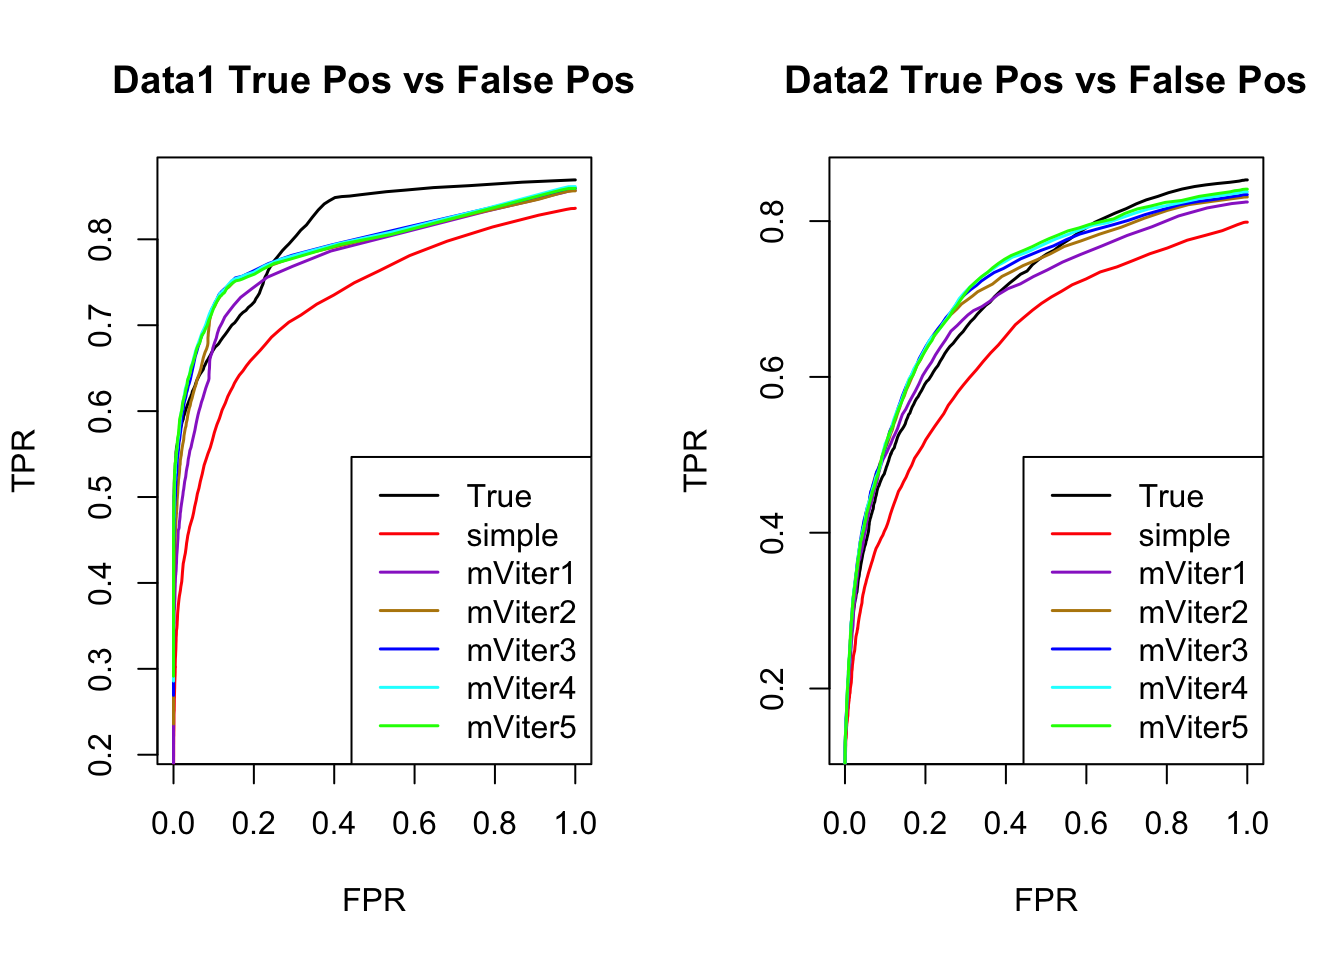 Data1 True Pos vs False Pos
TPR
0.2 0.3 0.4 0.5 0.6 0.7 0.8
True
simple
mViter1
mViter2
mViter3
mViter4
mViter5
0.0 0.2 0.4 0.6 0.8 1.0
FPR
Data2 True Pos vs False Pos
TPR
0.2 0.4 0.6 0.8
True
simple
mViter1
mViter2
mViter3
mViter4
mViter5
0.0 0.2 0.4 0.6 0.8 1.0
FPR